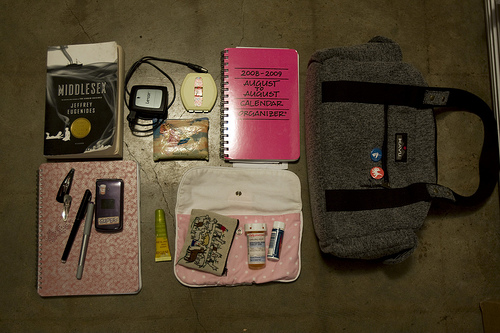 MIDDLESEX
JEFFREY
EUGENIDES
2008-2009
AUGUST
TO
AUGUST
CALENDAR
ORGANIZER